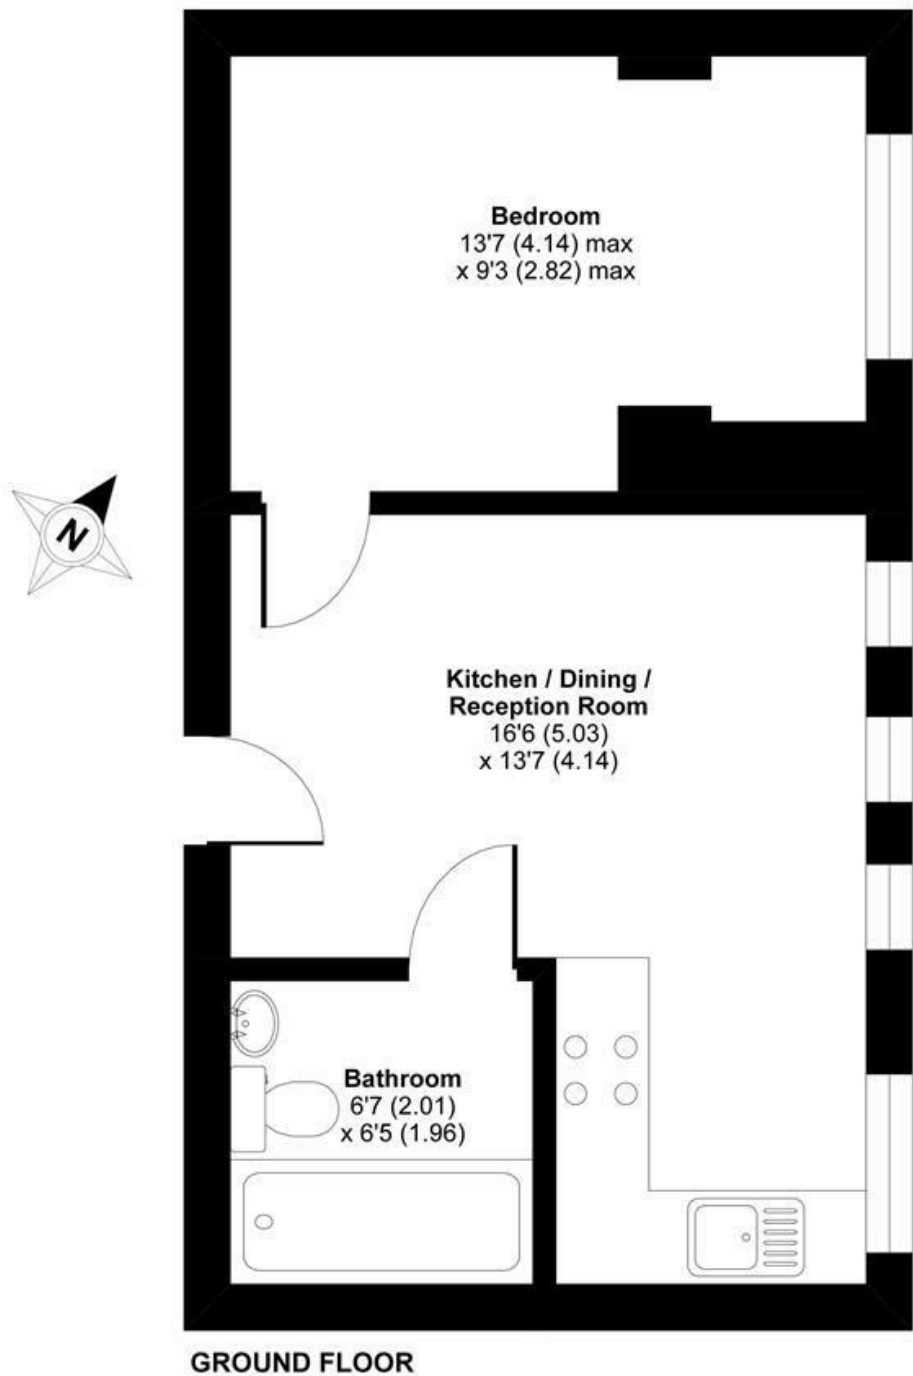 Bedroom
13'7 (4.14) max
x 9'3 (2.82) max
N
Kitchen / Dining /
Reception Room
16'6 (5.03)
x 13'7 (4.14)
Bathroom
6'7 (2.01)
x 6'5 (1.96)
GROUND FLOOR